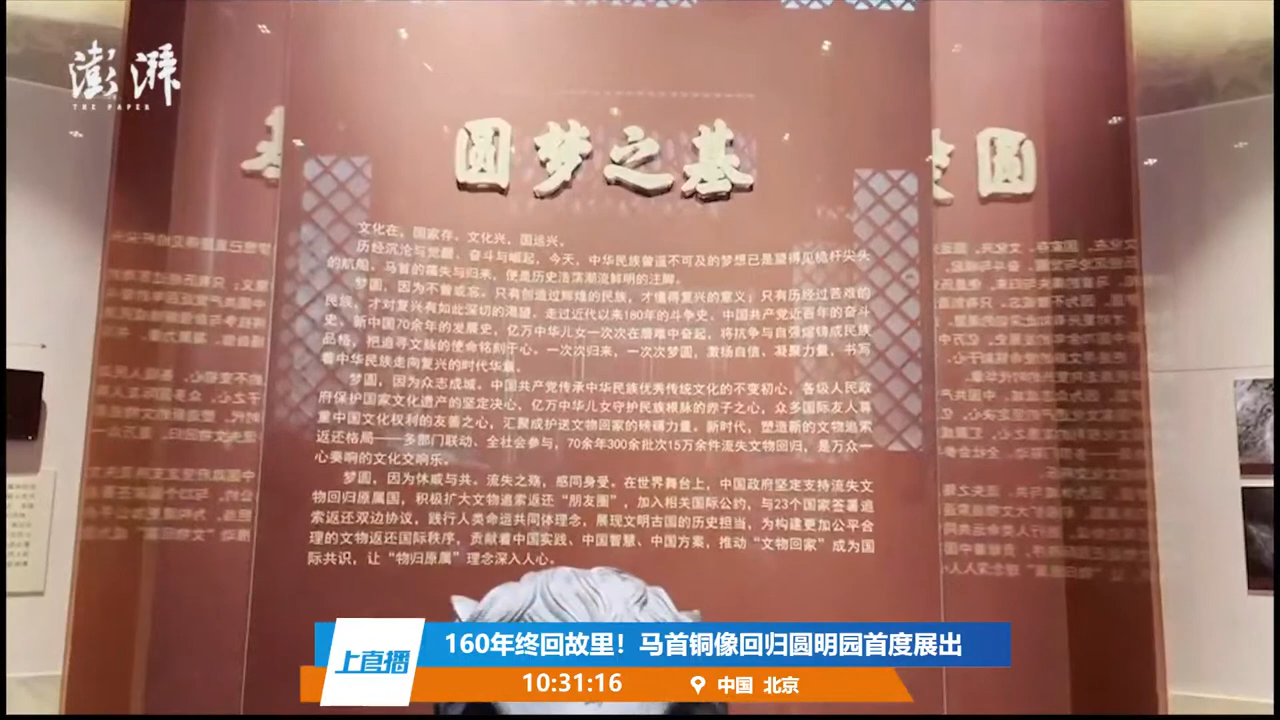 澎湃
THE PAPER
圆梦之基
文化在，国家存。文化兴，国运兴。
历经沉沦与觉醒、奋斗与崛起，今天，中华民族曾遥不可及的梦想已是望得见桅杆尖头
的航船。马首的痛失与归来，便是历史浩荡潮流鲜明的注脚。
梦圆，因为不曾或忘。只有创造过辉煌的民族，才懂得复兴的意义；只有历经过苦难的
民族，才对复兴有如此深切的渴望。走过近代以来180年的斗争史、中国共产党近百年的奋斗
史、新中国70余年的发展史，亿万中华儿女一次次在磨难中奋起，将抗争与自强熔铸成民族
品格，把追寻文脉的使命铭刻于心。一次次归来，一次次梦圆，激扬自信、凝聚力量，书写
着中华民族走向复兴的时代华章。
梦圆，因为众志成城。中国共产党传承中华民族优秀传统文化的不变初心，各级人民政
府保护国家文化遗产的坚定决心，亿万中华儿女守护民族根脉的赤子之心，众多国际友人尊
重中国文化权利的友善之心，汇聚成护送文物回家的磅礴力量。新时代，塑造新的文物追索
返还格局——多部门联动、全社会参与，70余年300余批次15万余件流失文物回归，是万众一
心奏响的文化交响乐。
梦圆，因为休戚与共。流失之殇，感同身受。在世界舞台上，中国政府坚定支持流失文
物回归原属国，积极扩大文物追索返还“朋友圈”，加入相关国际公约，与23个国家签署追
索返还双边协议，践行人类命运共同体理念，展现文明古国的历史担当，为构建更加公平合
理的文物返还国际秩序，贡献着中国实践、中国智慧、中国方案，推动“文物回家”成为国
际共识，让“物归原属”理念深入人心。
上直播
160年终回故里！马首铜像回归圆明园首度展出
10:31:16
中国 北京